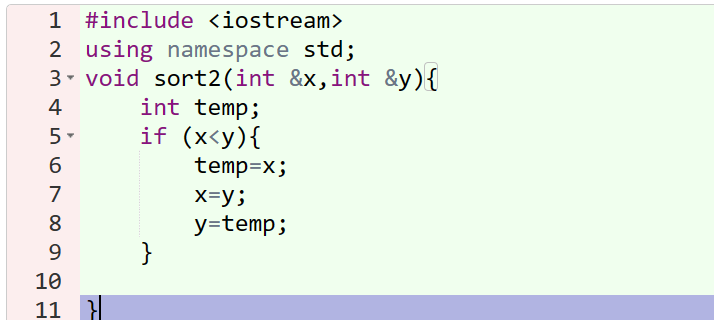 1 #include <iostream>
2 using namespace std;
3 void sort2(int &x,int &y){
4     int temp;
5     if (x<y){
6         temp=x;
7         x=y;
8         y=temp;
9     }
10
11 }